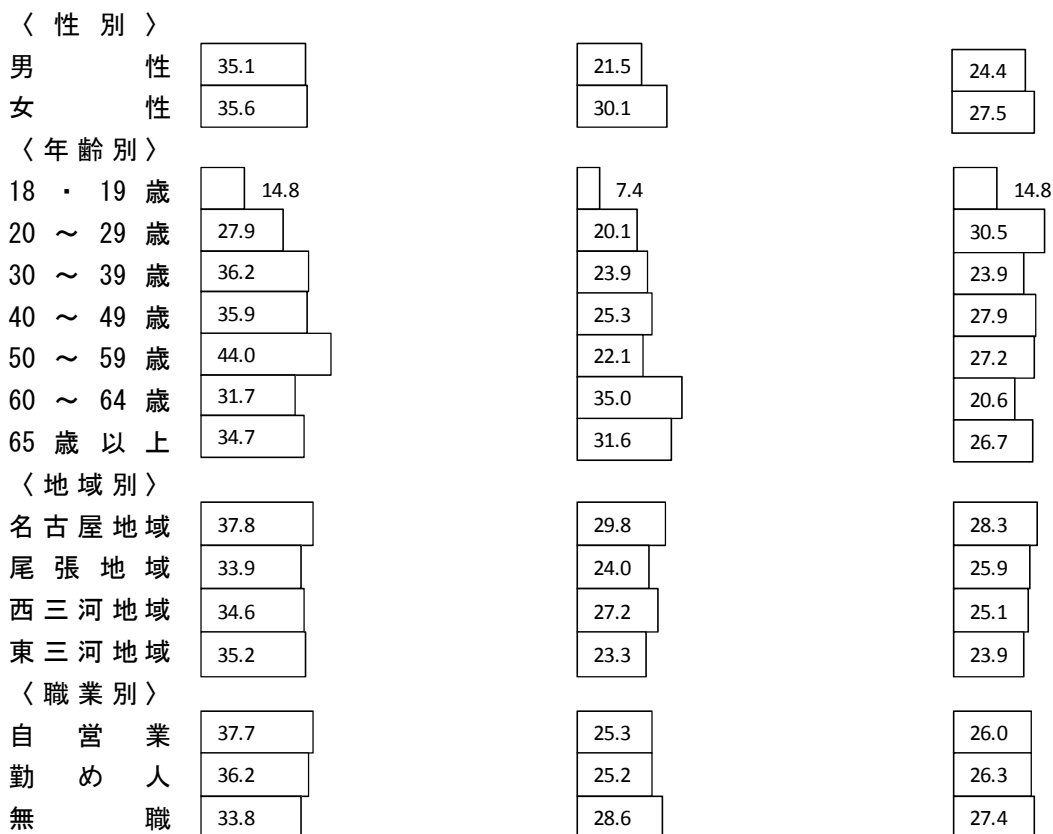 〈 性 別 〉
男 性 35.1 21.5 24.4
女 性 35.6 30.1 27.5
〈 年 齢 別 〉
18 ・ 19 歳 14.8 7.4 14.8
20 ～ 29 歳 27.9 20.1 30.5
30 ～ 39 歳 36.2 23.9 23.9
40 ～ 49 歳 35.9 25.3 27.9
50 ～ 59 歳 44.0 22.1 27.2
60 ～ 64 歳 31.7 35.0 20.6
65 歳 以 上 34.7 31.6 26.7
〈 地 域 別 〉
名 古 屋 地 域 37.8 29.8 28.3
尾 張 地 域 33.9 24.0 25.9
西 三 河 地 域 34.6 27.2 25.1
東 三 河 地 域 35.2 23.3 23.9
〈 職 業 別 〉
自 営 業 37.7 25.3 26.0
勤 め 人 36.2 25.2 26.3
無 職 33.8 28.6 27.4